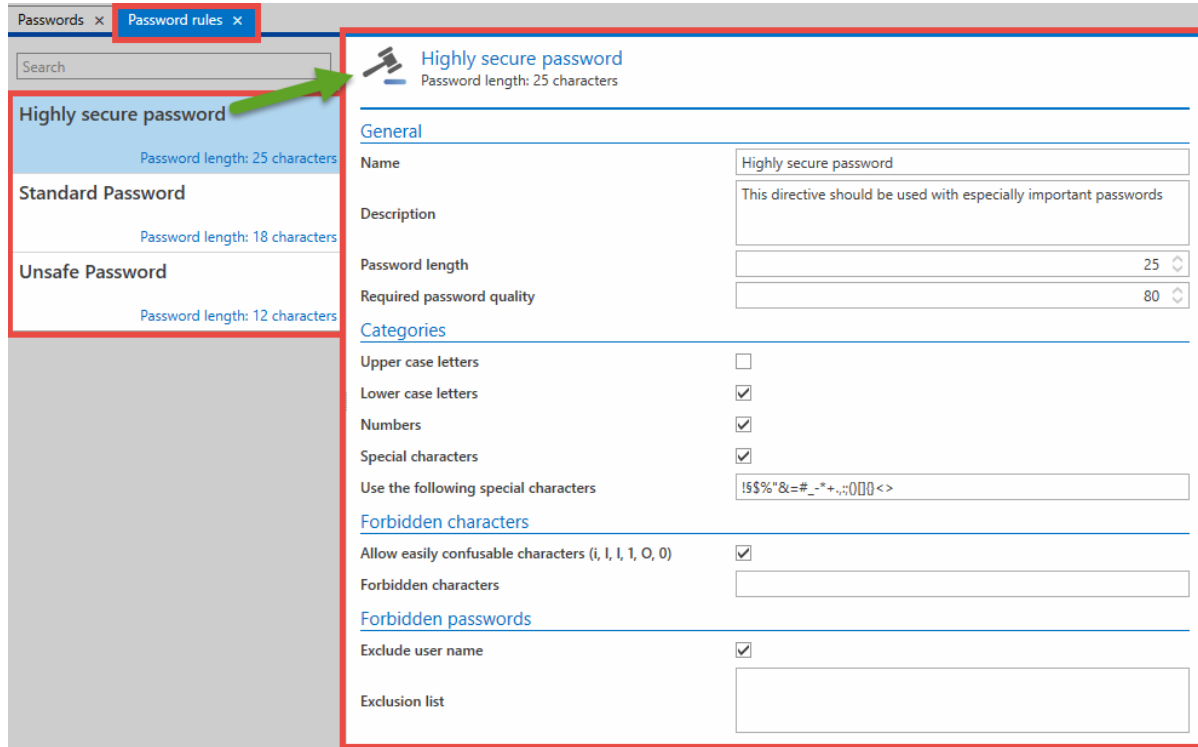 Passwords ×
Password rules ×
Search
Highly secure password
Password length: 25 characters
Standard Password
Password length: 18 characters
Unsafe Password
Password length: 12 characters
Highly secure password
Password length: 25 characters
General
Name Highly secure password
Description This directive should be used with especially important passwords
Password length 25
Required password quality 80
Categories
Upper case letters
Lower case letters
Numbers
Special characters
Use the following special characters !§$%"&=#_-*+.,:;()[]{}<>
Forbidden characters
Allow easily confusable characters (i, l, I, 1, O, 0)
Forbidden characters
Forbidden passwords
Exclude user name
Exclusion list